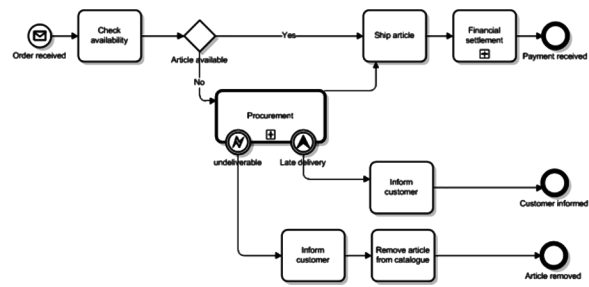 Check
availability
Yes
Ship article
Financial
settlement
Order received
Article available
Payment received
No
Procurement
undeliverable
Late delivery
Inform
customer
Customer informed
Inform
customer
Remove article
from catalogue
Article removed